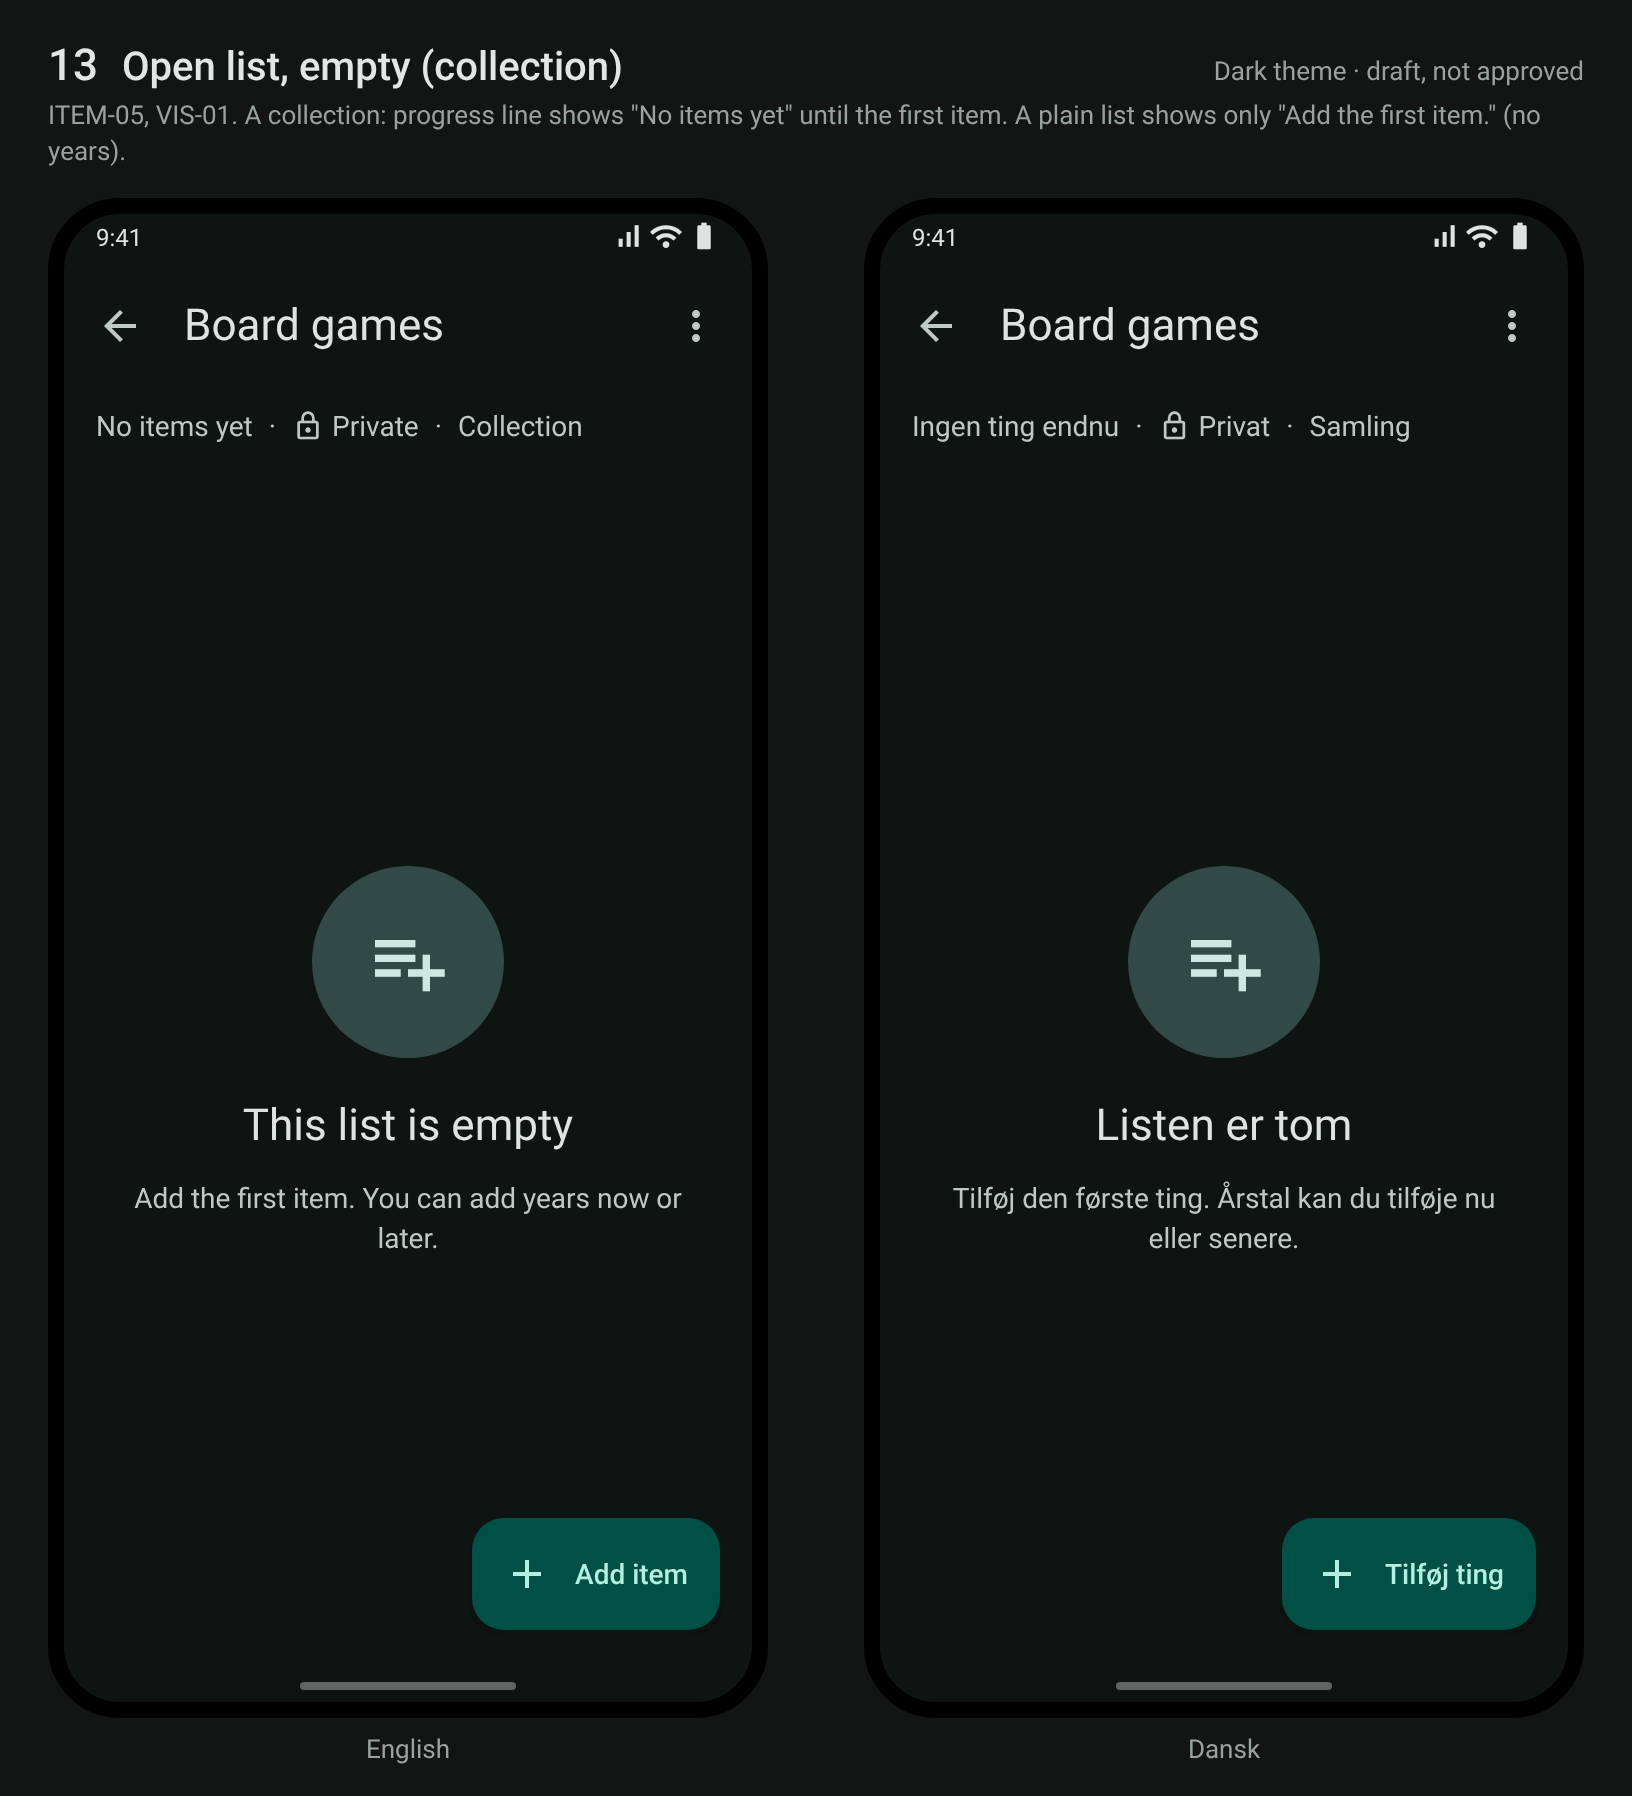 13 Open list, empty (collection)
Dark theme · draft, not approved
ITEM-05, VIS-01. A collection: progress line shows "No items yet" until the first item. A plain list shows only "Add the first item." (no
years).
9:41
Board games
No items yet · Private · Collection
This list is empty
Add the first item. You can add years now or
later.
Add item
English
9:41
Board games
Ingen ting endnu · Privat · Samling
Listen er tom
Tilføj den første ting. Årstal kan du tilføje nu
eller senere.
Tilføj ting
Dansk